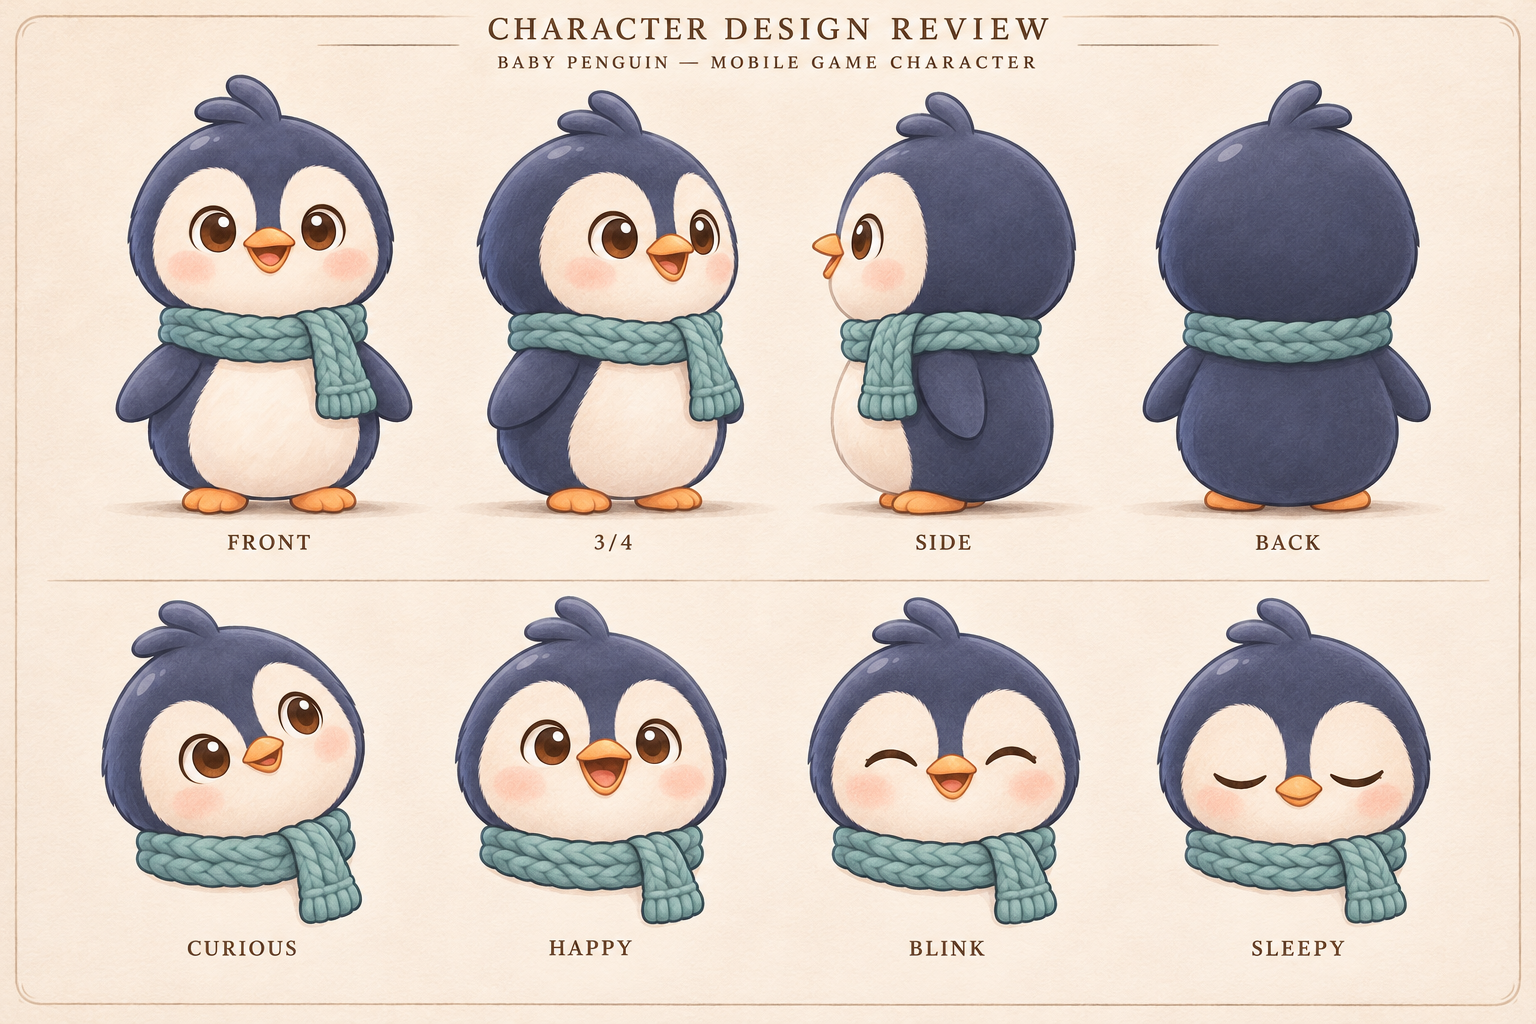 CHARACTER DESIGN REVIEW
BABY PENGUIN — MOBILE GAME CHARACTER
FRONT
3/4
SIDE
BACK
CURIOUS
HAPPY
BLINK
SLEEPY